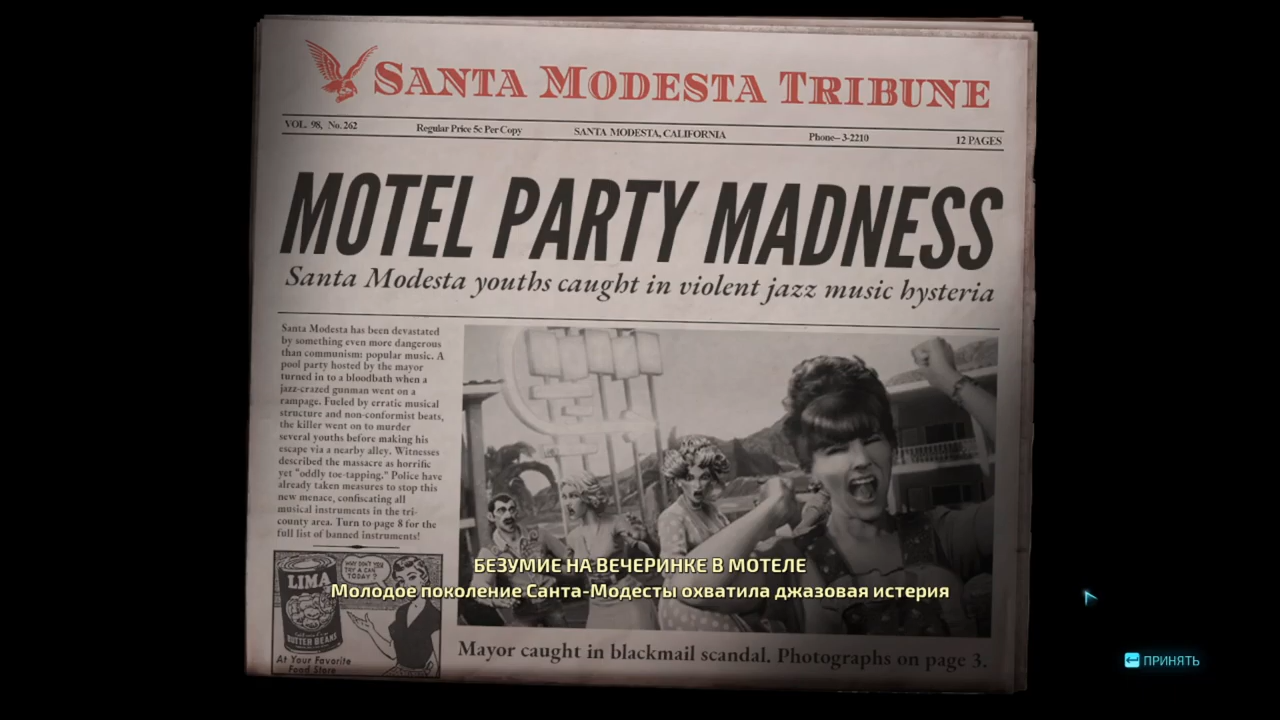 SANTA MODESTA TRIBUNE
VOL. 98, No. 262 Regular Price 5c Per Copy SANTA MODESTA, CALIFORNIA Phone—3-2210 12 PAGES
MOTEL PARTY MADNESS
Santa Modesta youths caught in violent jazz music hysteria
Santa Modesta has been devastated
by something even more dangerous
than communism: popular music. A
pool party hosted by the mayor
turned in to a bloodbath when a
jazz-crazed gunman went on a
rampage. Fueled by erratic musical
structure and non-conformist beats,
the killer went on to murder
several youths before making his
escape via a nearby alley. Witnesses
described the massacre as horrific
yet "oddly toe-tapping." Police have
already taken measures to stop this
new menace, confiscating all
musical instruments in the tri-
county area. Turn to page 8 for the
full list of banned instruments!
WHY DON'T YOU
TRY A CAN
TODAY?
LIMA
BUTTER BEANS
At Your Favorite
Food Store
БЕЗУМИЕ НА ВЕЧЕРИНКЕ В МОТЕЛЕ
Молодое поколение Санта-Модесты охватила джазовая истерия
Mayor caught in blackmail scandal. Photographs on page 3.
ПРИНЯТЬ